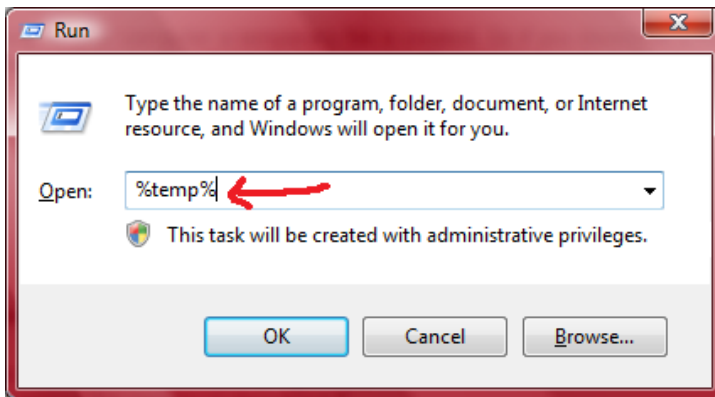 Run
Type the name of a program, folder, document, or Internet
resource, and Windows will open it for you.
Open: %temp%
This task will be created with administrative privileges.
OK Cancel Browse...